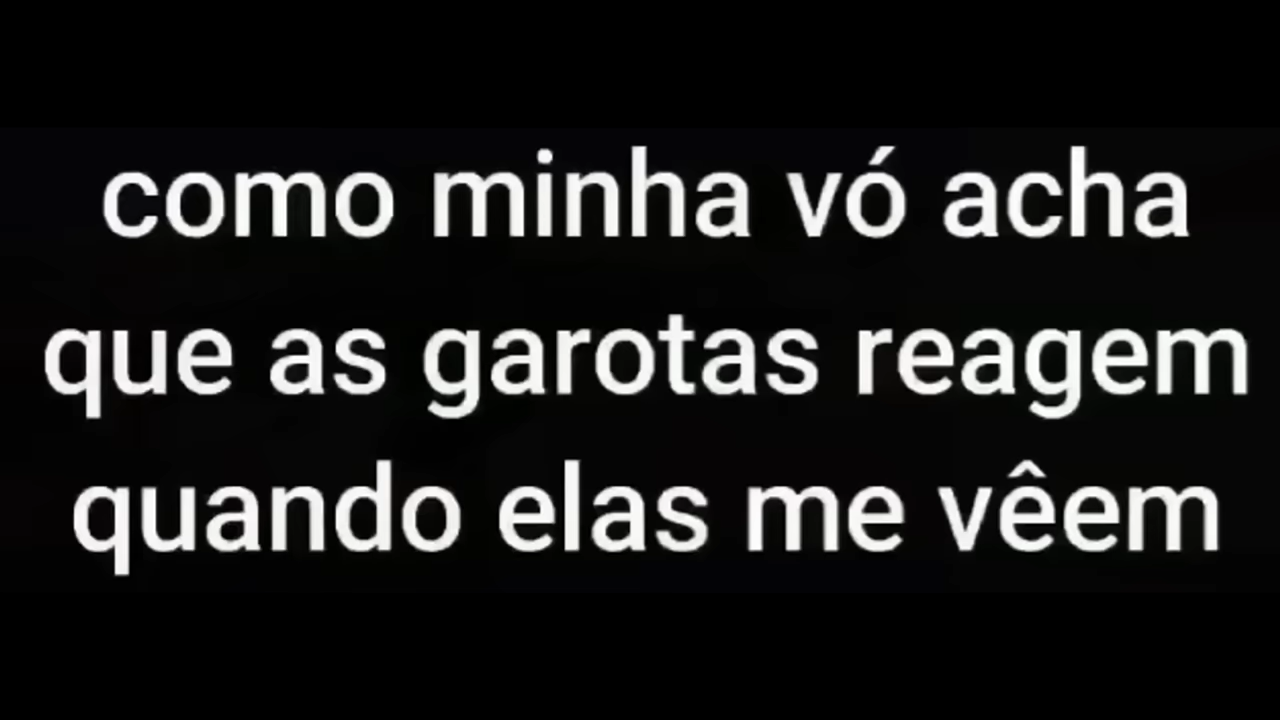 como minha vó acha
que as garotas reagem
quando elas me vêem